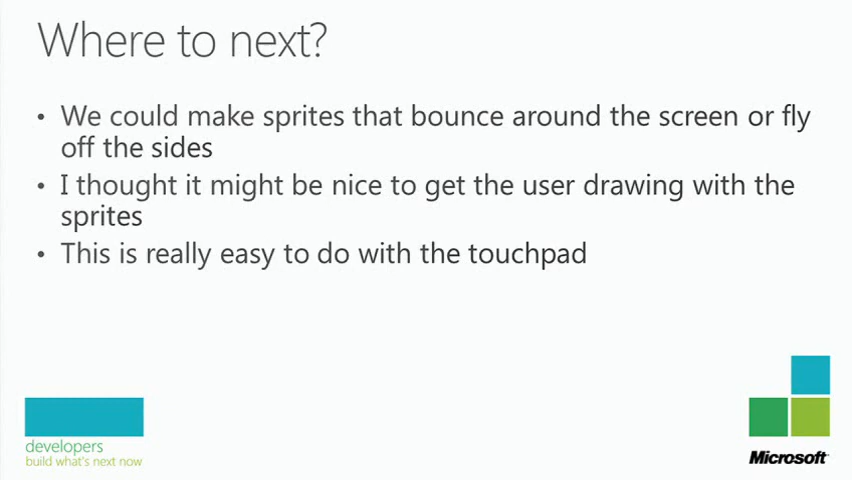 Where to next?
• We could make sprites that bounce around the screen or fly
off the sides
• I thought it might be nice to get the user drawing with the
sprites
• This is really easy to do with the touchpad
developers
build what's next now
Microsoft